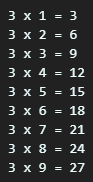 3 x 1 = 3
3 x 2 = 6
3 x 3 = 9
3 x 4 = 12
3 x 5 = 15
3 x 6 = 18
3 x 7 = 21
3 x 8 = 24
3 x 9 = 27